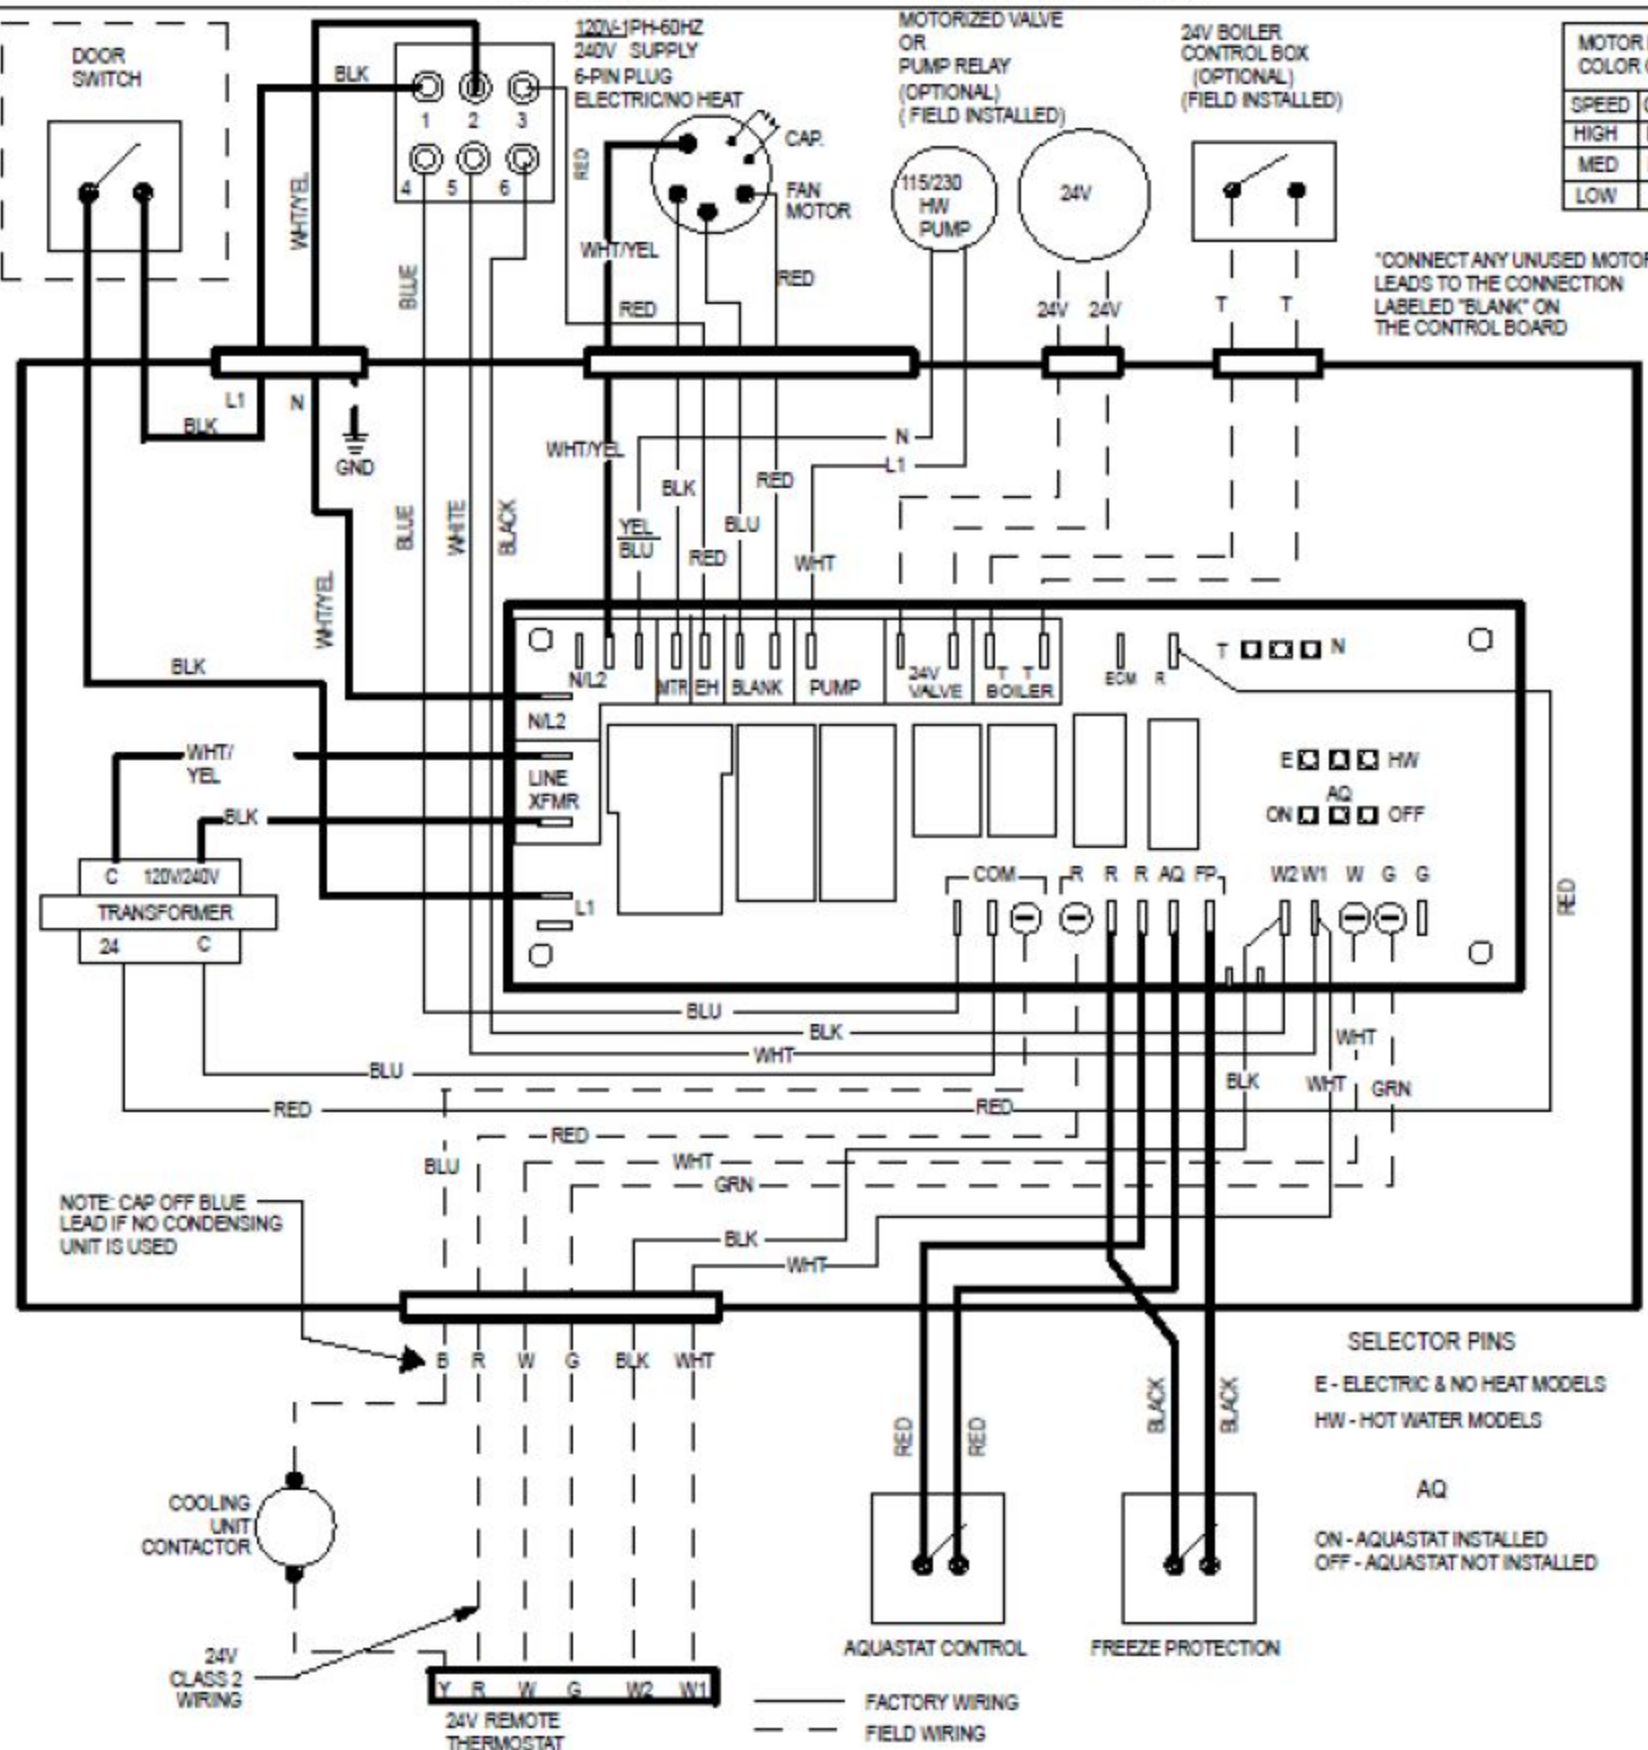 DOOR
SWITCH
BLK
WHT/YEL
1
2
3
4
5
6
120V-1PH-60HZ
240V SUPPLY
6-PIN PLUG
ELECTRIC/NO HEAT
RED
BLUE
CAP.
FAN
MOTOR
WHT/YEL
RED
RED
MOTORIZED VALVE
OR
PUMP RELAY
(OPTIONAL)
( FIELD INSTALLED)
115/230
HW
PUMP
24V
24V
24V
24V BOILER
CONTROL BOX
(OPTIONAL)
(FIELD INSTALLED)
T
T
MOTOR
COLOR
SPEED
HIGH
MED
LOW
"CONNECT ANY UNUSED MOTOR
LEADS TO THE CONNECTION
LABELED "BLANK" ON
THE CONTROL BOARD
L1
N
BLK
GND
WHT/YEL
N
L1
BLK
RED
BLUE
WHITE
BLACK
YEL
BLU
BLU
RED
WHT
WHT/YEL
BLK
N/L2
MTR
EH
BLANK
PUMP
24V
VALVE
T T
BOILER
ECM
R
T
N
N/L2
WHT/
YEL
LINE
XFMR
BLK
E
HW
AQ
ON
OFF
C 120V/240V
TRANSFORMER
24
C
L1
COM
R
R
R
AQ
FP
W2
W1
W
G
G
RED
BLU
BLK
WHT
BLU
WHT
BLK
WHT
GRN
RED
RED
RED
BLU
WHT
GRN
BLK
WHT
NOTE: CAP OFF BLUE
LEAD IF NO CONDENSING
UNIT IS USED
B
R
W
G
BLK
WHT
SELECTOR PINS
E - ELECTRIC & NO HEAT MODELS
HW - HOT WATER MODELS
AQ
ON - AQUASTAT INSTALLED
OFF - AQUASTAT NOT INSTALLED
RED
RED
BLACK
BLACK
COOLING
UNIT
CONTACTOR
AQUASTAT CONTROL
FREEZE PROTECTION
24V
CLASS 2
WIRING
Y
R
W
G
W2
W1
24V REMOTE
THERMOSTAT
FACTORY WIRING
FIELD WIRING